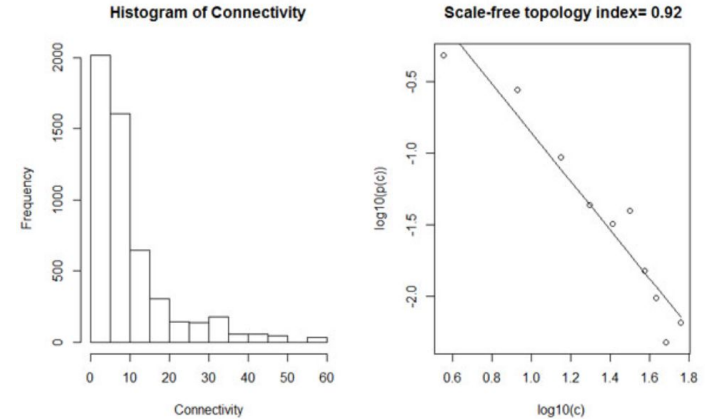 Histogram of Connectivity
Frequency
0
500
1000
1500
2000
0 10 20 30 40 50 60
Connectivity
Scale-free topology index= 0.92
log10(p(c))
-0.5
-1.0
-1.5
-2.0
0.6 0.8 1.0 1.2 1.4 1.6 1.8
log10(c)